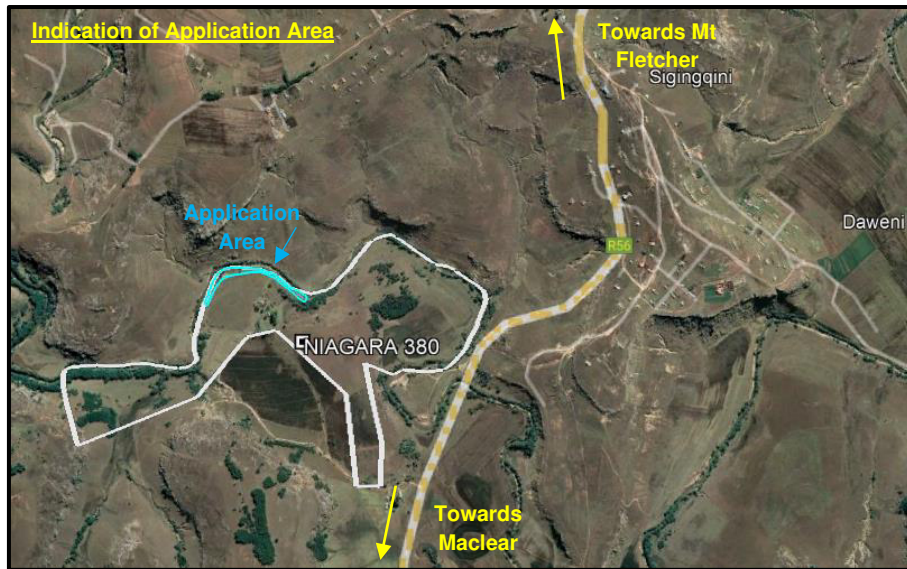 Indication of Application Area
Towards Mt
Fletcher
Sigingqini
Application
Area
Daweni
R56
NIAGARA 380
Towards
Maclear